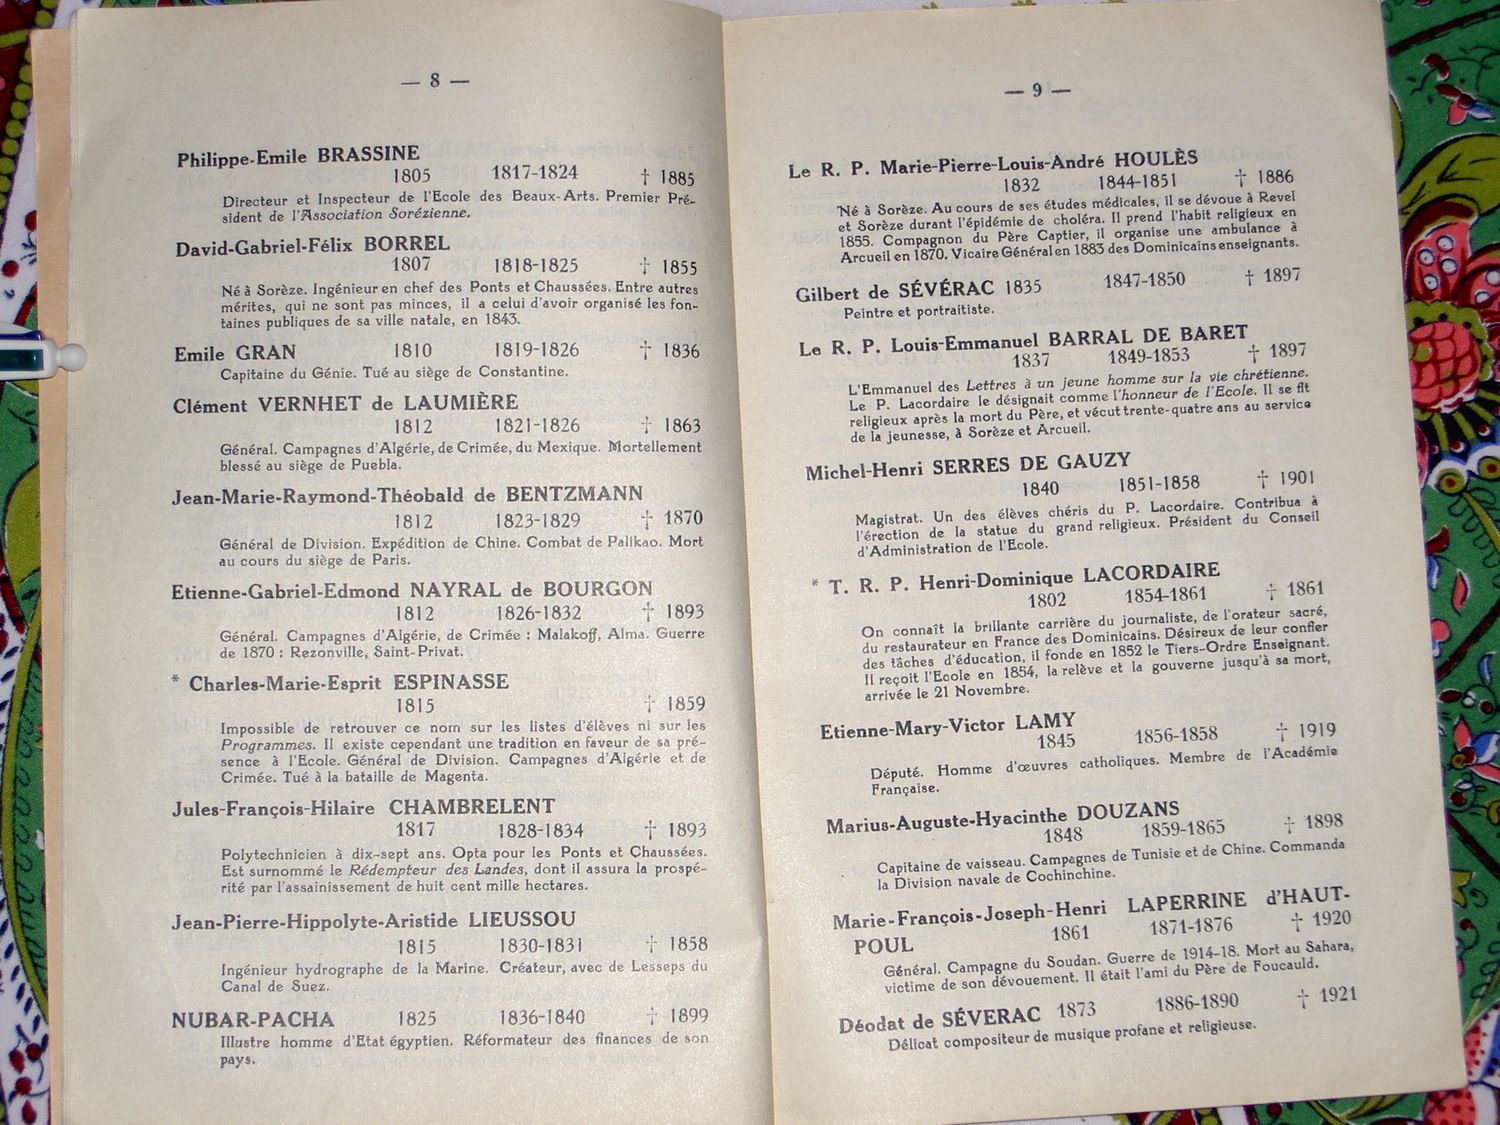 — 8 —
Philippe-Emile BRASSINE
1805 1817-1824 † 1885
Directeur et Inspecteur de l'Ecole des Beaux-Arts. Premier Pré-
sident de l'Association Sorézienne.
David-Gabriel-Félix BORREL
1807 1818-1825 † 1855
Né à Sorèze. Ingénieur en chef des Ponts et Chaussées. Entre autres
mérites, qui ne sont pas minces, il a celui d'avoir organisé les fon-
taines publiques de sa ville natale, en 1843.
Emile GRAN 1810 1819-1826 † 1836
Capitaine du Génie. Tué au siège de Constantine.
Clément VERNHET de LAUMIÈRE
1812 1821-1826 † 1863
Général. Campagnes d'Algérie, de Crimée, du Mexique. Mortellement
blessé au siège de Puebla.
Jean-Marie-Raymond-Théobald de BENTZMANN
1812 1823-1829 † 1870
Général de Division. Expédition de Chine. Combat de Palikao. Mort
au cours du siège de Paris.
Etienne-Gabriel-Edmond NAYRAL de BOURGON
1812 1826-1832 † 1893
Général. Campagnes d'Algérie, de Crimée : Malakoff, Alma. Guerre
de 1870 : Rezonville, Saint-Privat.
* Charles-Marie-Esprit ESPINASSE
1815 † 1859
Impossible de retrouver ce nom sur les listes d'élèves ni sur les
Programmes. Il existe cependant une tradition en faveur de sa pré-
sence à l'Ecole. Général de Division. Campagnes d'Algérie et de
Crimée. Tué à la bataille de Magenta.
Jules-François-Hilaire CHAMBRELENT
1817 1828-1834 † 1893
Polytechnicien à dix-sept ans. Opta pour les Ponts et Chaussées.
Est surnommé le Rédempteur des Landes, dont il assura la prospé-
rité par l'assainissement de huit cent mille hectares.
Jean-Pierre-Hippolyte-Aristide LIEUSSOU
1815 1830-1831 † 1858
Ingénieur hydrographe de la Marine. Créateur, avec de Lesseps du
Canal de Suez.
NUBAR-PACHA 1825 1836-1840 † 1899
Illustre homme d'Etat égyptien. Réformateur des finances de son
pays.
— 9 —
Le R. P. Marie-Pierre-Louis-André HOULÈS
1832 1844-1851 † 1886
Né à Sorèze. Au cours de ses études médicales, il se dévoue à Revel
et Sorèze durant l'épidémie de choléra. Il prend l'habit religieux en
1855. Compagnon du Père Captier, il organise une ambulance à
Arcueil en 1870. Vicaire Général en 1883 des Dominicains enseignants.
Gilbert de SÉVÉRAC 1835 1847-1850 † 1897
Peintre et portraitiste.
Le R. P. Louis-Emmanuel BARRAL DE BARET
1837 1849-1853 † 1897
L'Emmanuel des Lettres à un jeune homme sur la vie chrétienne.
Le P. Lacordaire le désignait comme l'honneur de l'Ecole. Il se fit
religieux après la mort du Père, et vécut trente-quatre ans au service
de la jeunesse, à Sorèze et Arcueil.
Michel-Henri SERRES DE GAUZY
1840 1851-1858 † 1901
Magistrat. Un des élèves chéris du P. Lacordaire. Contribua à
l'érection de la statue du grand religieux. Président du Conseil
d'Administration de l'Ecole.
* T. R. P. Henri-Dominique LACORDAIRE
1802 1854-1861 † 1861
On connaît la brillante carrière du journaliste, de l'orateur sacré,
du restaurateur en France des Dominicains. Désireux de leur confier
des tâches d'éducation, il fonde en 1852 le Tiers-Ordre Enseignant.
Il reçoit l'Ecole en 1854, la relève et la gouverne jusqu'à sa mort,
arrivée le 21 Novembre.
Etienne-Mary-Victor LAMY
1845 1856-1858 † 1919
Député. Homme d'œuvres catholiques. Membre de l'Académie
Française.
Marius-Auguste-Hyacinthe DOUZANS
1848 1859-1865 † 1898
Capitaine de vaisseau. Campagnes de Tunisie et de Chine. Commanda
la Division navale de Cochinchine.
Marie-François-Joseph-Henri LAPERRINE d'HAUT-
POUL 1861 1871-1876 † 1920
Général. Campagne du Soudan. Guerre de 1914-18. Mort au Sahara,
victime de son dévouement. Il était l'ami du Père de Foucauld.
Déodat de SÉVERAC 1873 1886-1890 † 1921
Délicat compositeur de musique profane et religieuse.